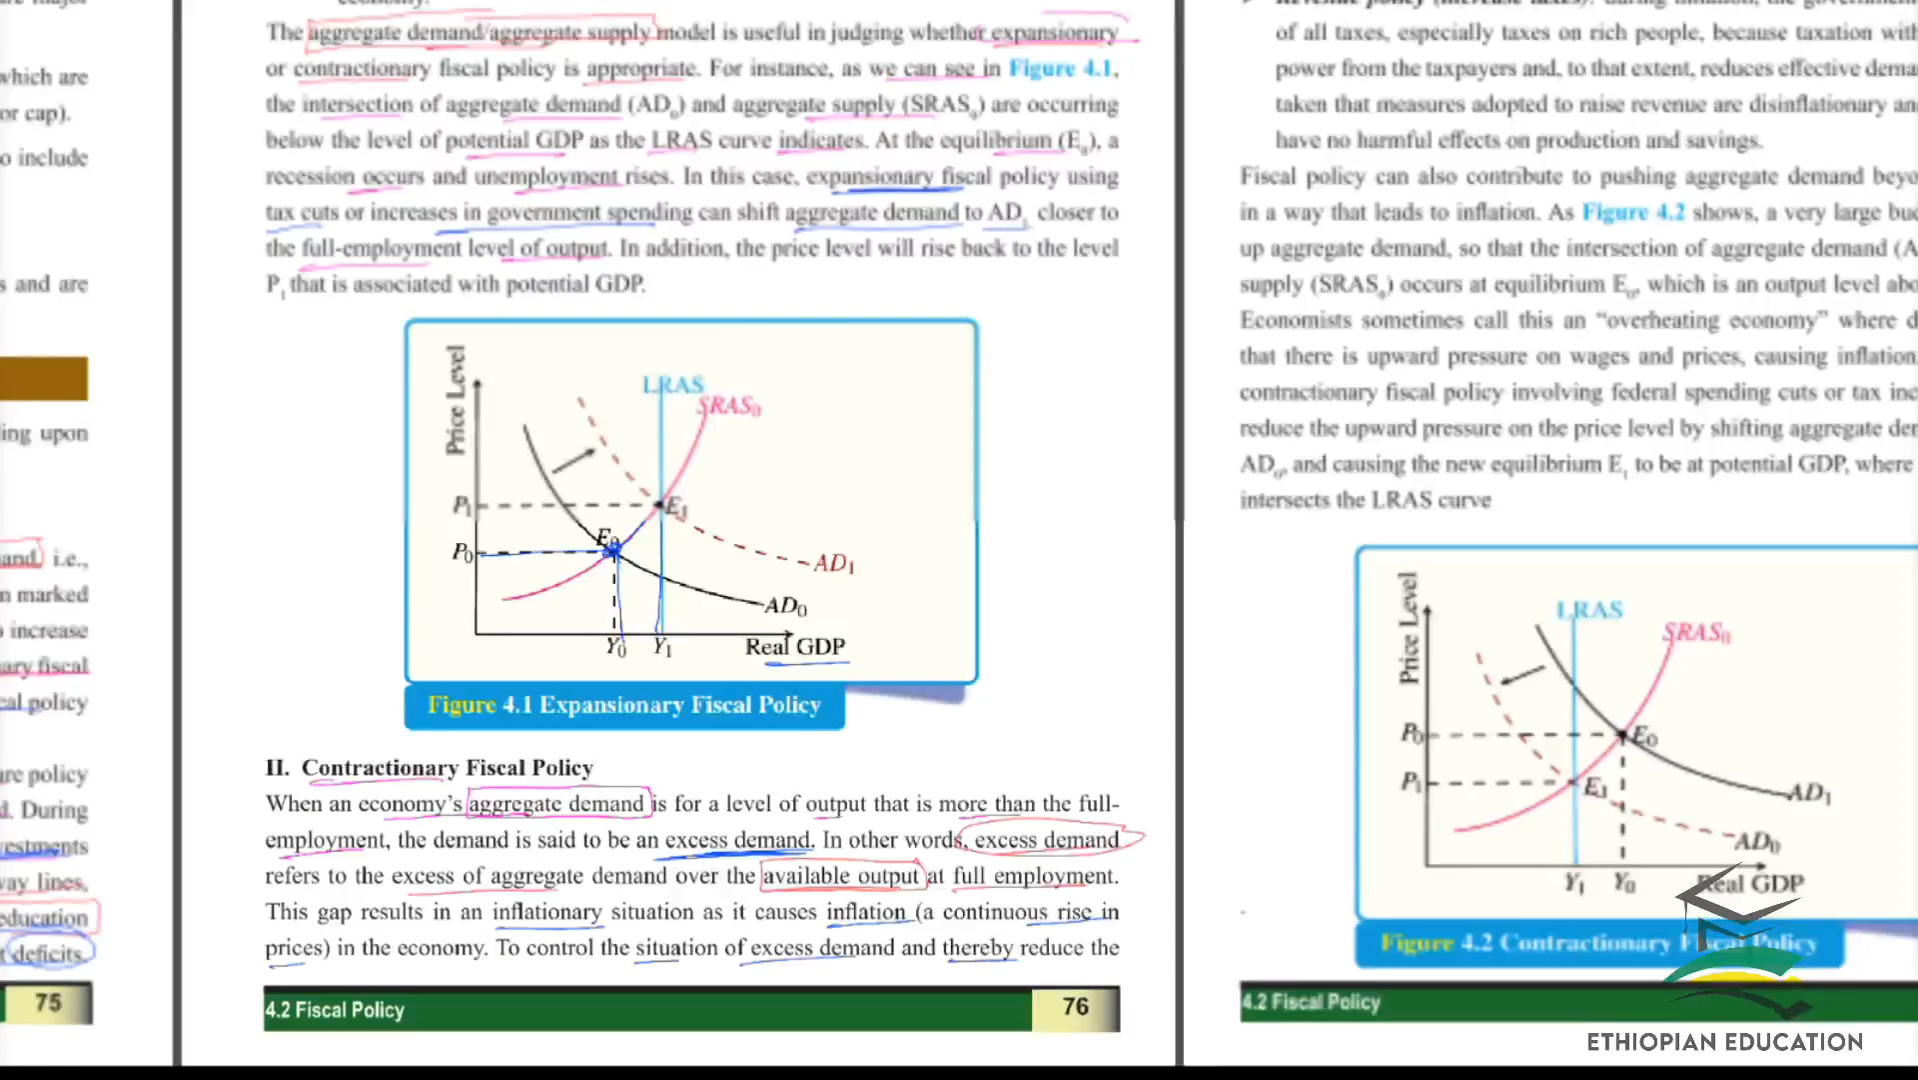 which are
or cap).
o include
s and are
ing upon
and, i.e.,
n marked
o increase
ary fiscal
cal policy
are policy
d. During
vestments
way lines,
education
t deficits.
75
economy.
The aggregate demand/aggregate supply model is useful in judging whether expansionary
or contractionary fiscal policy is appropriate. For instance, as we can see in Figure 4.1,
the intersection of aggregate demand (AD₀) and aggregate supply (SRAS₀) are occurring
below the level of potential GDP as the LRAS curve indicates. At the equilibrium (E₀), a
recession occurs and unemployment rises. In this case, expansionary fiscal policy using
tax cuts or increases in government spending can shift aggregate demand to AD₁ closer to
the full-employment level of output. In addition, the price level will rise back to the level
P₁ that is associated with potential GDP.
Price Level
LRAS
SRAS₀
P₁
E₁
E₀
P₀
AD₁
AD₀
Y₀ Y₁ Real GDP
Figure 4.1 Expansionary Fiscal Policy
II. Contractionary Fiscal Policy
When an economy's aggregate demand is for a level of output that is more than the full-
employment, the demand is said to be an excess demand. In other words, excess demand
refers to the excess of aggregate demand over the available output at full employment.
This gap results in an inflationary situation as it causes inflation (a continuous rise in
prices) in the economy. To control the situation of excess demand and thereby reduce the
4.2 Fiscal Policy 76
of all taxes, especially taxes on rich people, because taxation with
power from the taxpayers and, to that extent, reduces effective dema
taken that measures adopted to raise revenue are disinflationary an
have no harmful effects on production and savings.
Fiscal policy can also contribute to pushing aggregate demand beyo
in a way that leads to inflation. As Figure 4.2 shows, a very large bu
up aggregate demand, so that the intersection of aggregate demand (A
supply (SRAS₀) occurs at equilibrium E₀, which is an output level abo
Economists sometimes call this an “overheating economy” where d
that there is upward pressure on wages and prices, causing inflation.
contractionary fiscal policy involving federal spending cuts or tax inc
reduce the upward pressure on the price level by shifting aggregate de
AD₀, and causing the new equilibrium E₁ to be at potential GDP, where
intersects the LRAS curve
Price Level
LRAS
SRAS₀
P₀
E₀
P₁
E₁
AD₁
AD₀
Y₁ Y₀ Real GDP
Figure 4.2 Contractionary Fiscal Policy
4.2 Fiscal Policy
ETHIOPIAN EDUCATION